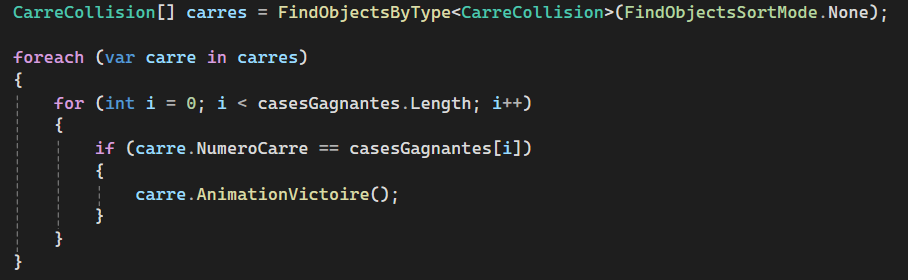 CarreCollision[] carres = FindObjectsByType<CarreCollision>(FindObjectsSortMode.None);
foreach (var carre in carres)
{
for (int i = 0; i < casesGagnantes.Length; i++)
{
if (carre.NumeroCarre == casesGagnantes[i])
{
carre.AnimationVictoire();
}
}
}